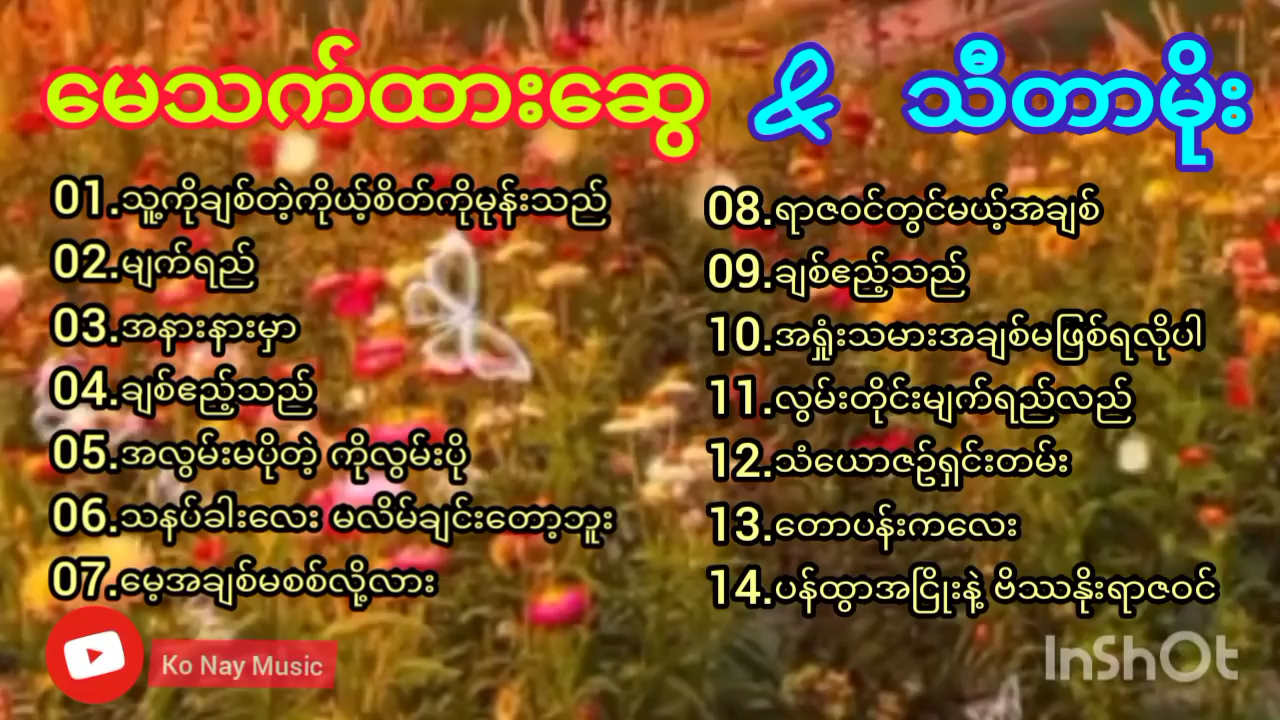 မေသက်ထားဆွေ & သီတာမိုး
01.သူ့ကိုချစ်တဲ့ကိုယ့်စိတ်ကိုမုန်းသည်
02.မျက်ရည်
03.အနားနားမှာ
04.ချစ်ဧည့်သည်
05.အလွမ်းမပိုတဲ့ ကိုလွမ်းပို
06.သနပ်ခါးလေး မလိမ်ချင်းတော့ဘူး
07.မေ့အချစ်မစစ်လို့လား
08.ရာဇဝင်တွင်မယ့်အချစ်
09.ချစ်ဧည့်သည်
10.အရှုံးသမားအချစ်မဖြစ်ရလိုပါ
11.လွမ်းတိုင်းမျက်ရည်လည်
12.သံယောဇဥ်ရှင်းတမ်း
13.တောပန်းကလေး
14.ပန်ထွာအငြိုးနဲ့ ဗိဿနိုးရာဇဝင်
Ko Nay Music
InShOt